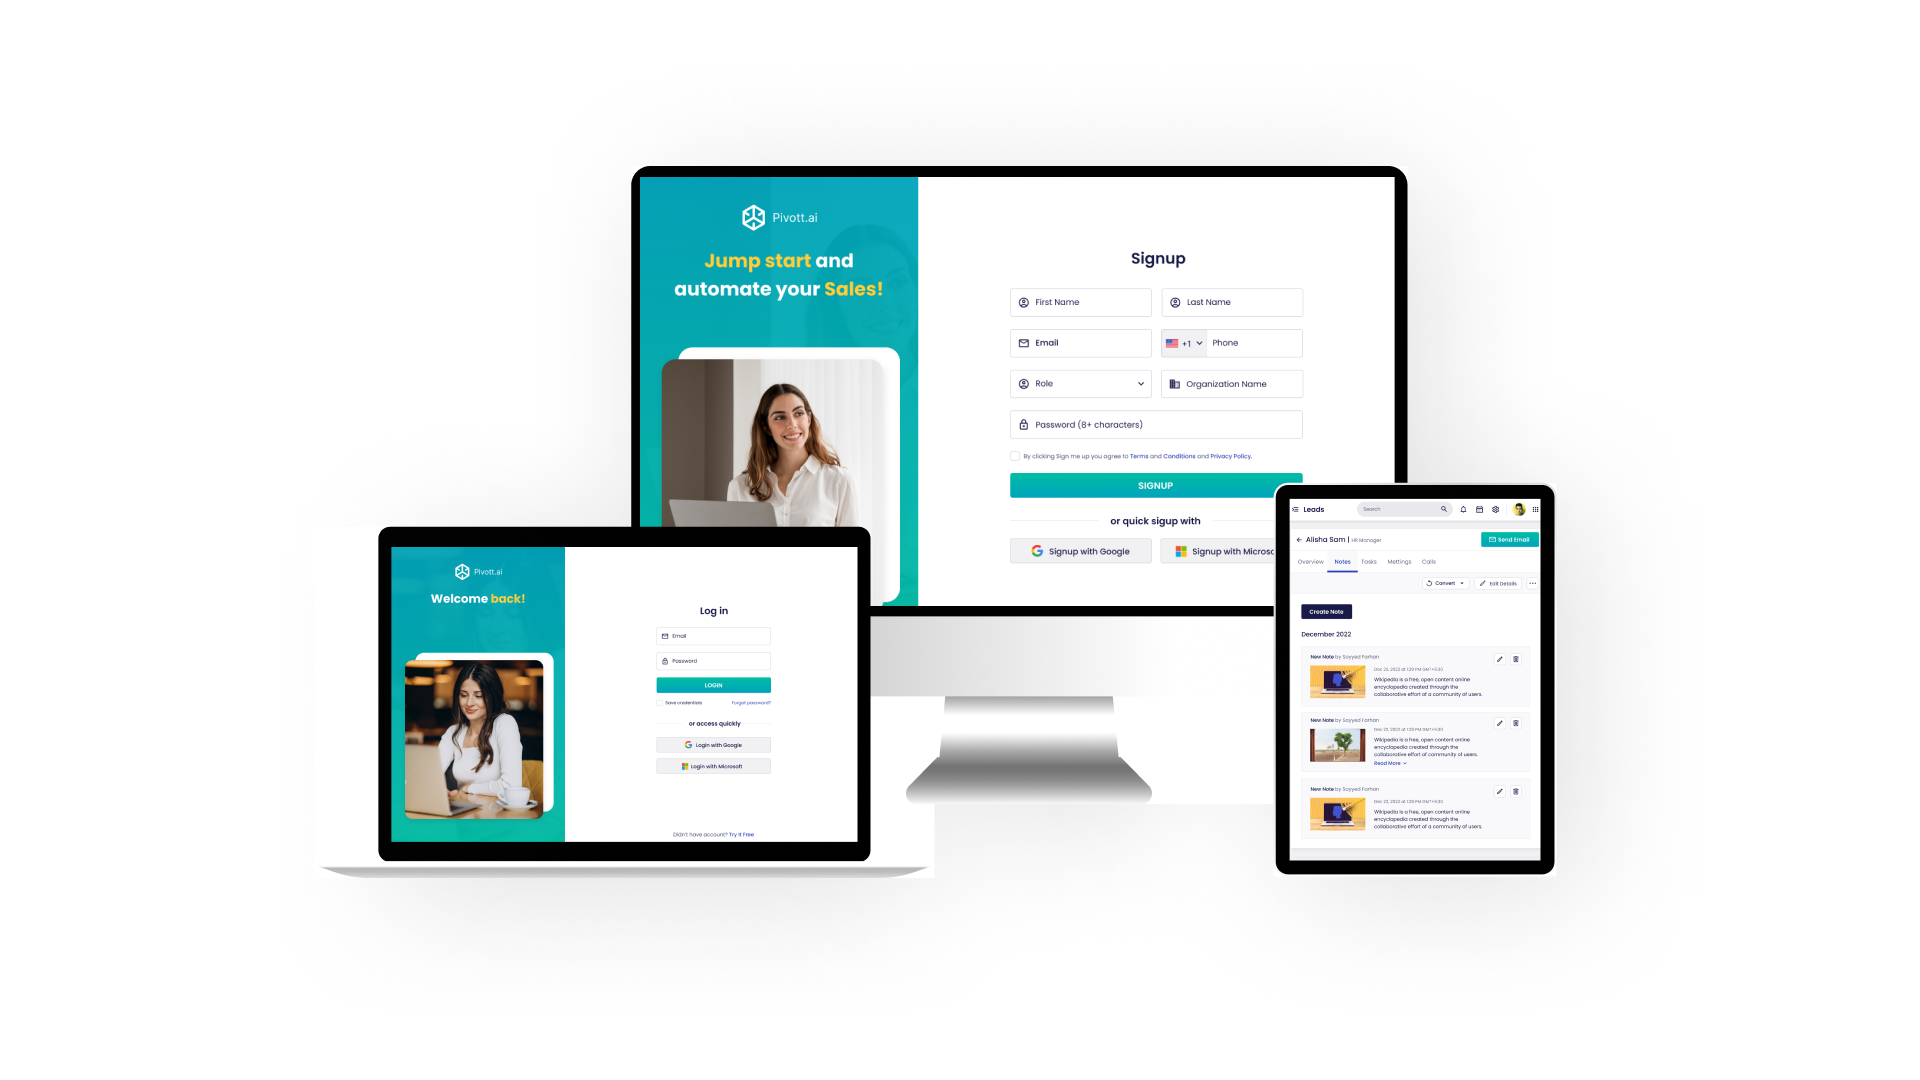 Pivott.ai
Jump start and
automate your Sales!
Signup
First Name
Last Name
Email
+1
Phone
Role
Organization Name
Password (8+ characters)
By clicking Sign me up you agree to Terms and Conditions and Privacy Policy.
SIGNUP
or quick sigup with
Signup with Google
Signup with Microso
Pivott.ai
Welcome back!
Log in
Email
Password
LOGIN
Save credentials
Forgot password?
or access quickly
Login with Google
Login with Microsoft
Didn't have account? Try It Free
Leads
Search
Alisha Sam | HR Manager
Send Email
Overview
Notes
Tasks
Mettings
Calls
Convert
Edit Details
Create Note
December 2022
New Note by Sayyed Farhan
Dec 23, 2022 at 1:29 PM GMT+5:30
Wikipedia is a free, open content online
encyclopedia created through the
collaborative effort of a community of users.
New Note by Sayyed Farhan
Dec 23, 2022 at 1:29 PM GMT+5:30
Wikipedia is a free, open content online
encyclopedia created through the
collaborative effort of a community of users.
Read More
New Note by Sayyed Farhan
Dec 23, 2022 at 1:29 PM GMT+5:30
Wikipedia is a free, open content online
encyclopedia created through the
collaborative effort of a community of users.